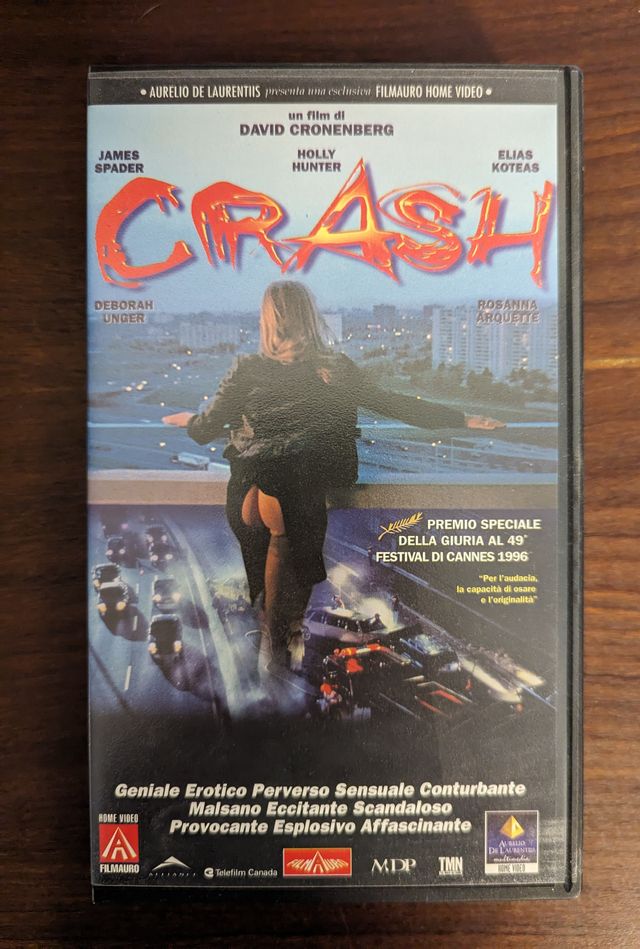 • AURELIO DE LAURENTIIS presenta una esclusiva FILMAURO HOME VIDEO •
un film di
DAVID CRONENBERG
JAMES
SPADER
HOLLY
HUNTER
ELIAS
KOTEAS
CRASH
DEBORAH
UNGER
ROSANNA
ARQUETTE
PREMIO SPECIALE
DELLA GIURIA AL 49°
FESTIVAL DI CANNES 1996
"Per l'audacia,
la capacità di osare
e l'originalità"
Geniale Erotico Perverso Sensuale Conturbante
Malsano Eccitante Scandaloso
Provocante Esplosivo Affascinante
HOME VIDEO
FILMAURO
ALLIANCE
Telefilm Canada
FILMAURO
MDP
TMN
AURELIO
DE LAURENTIIS
multimedia
HOME VIDEO